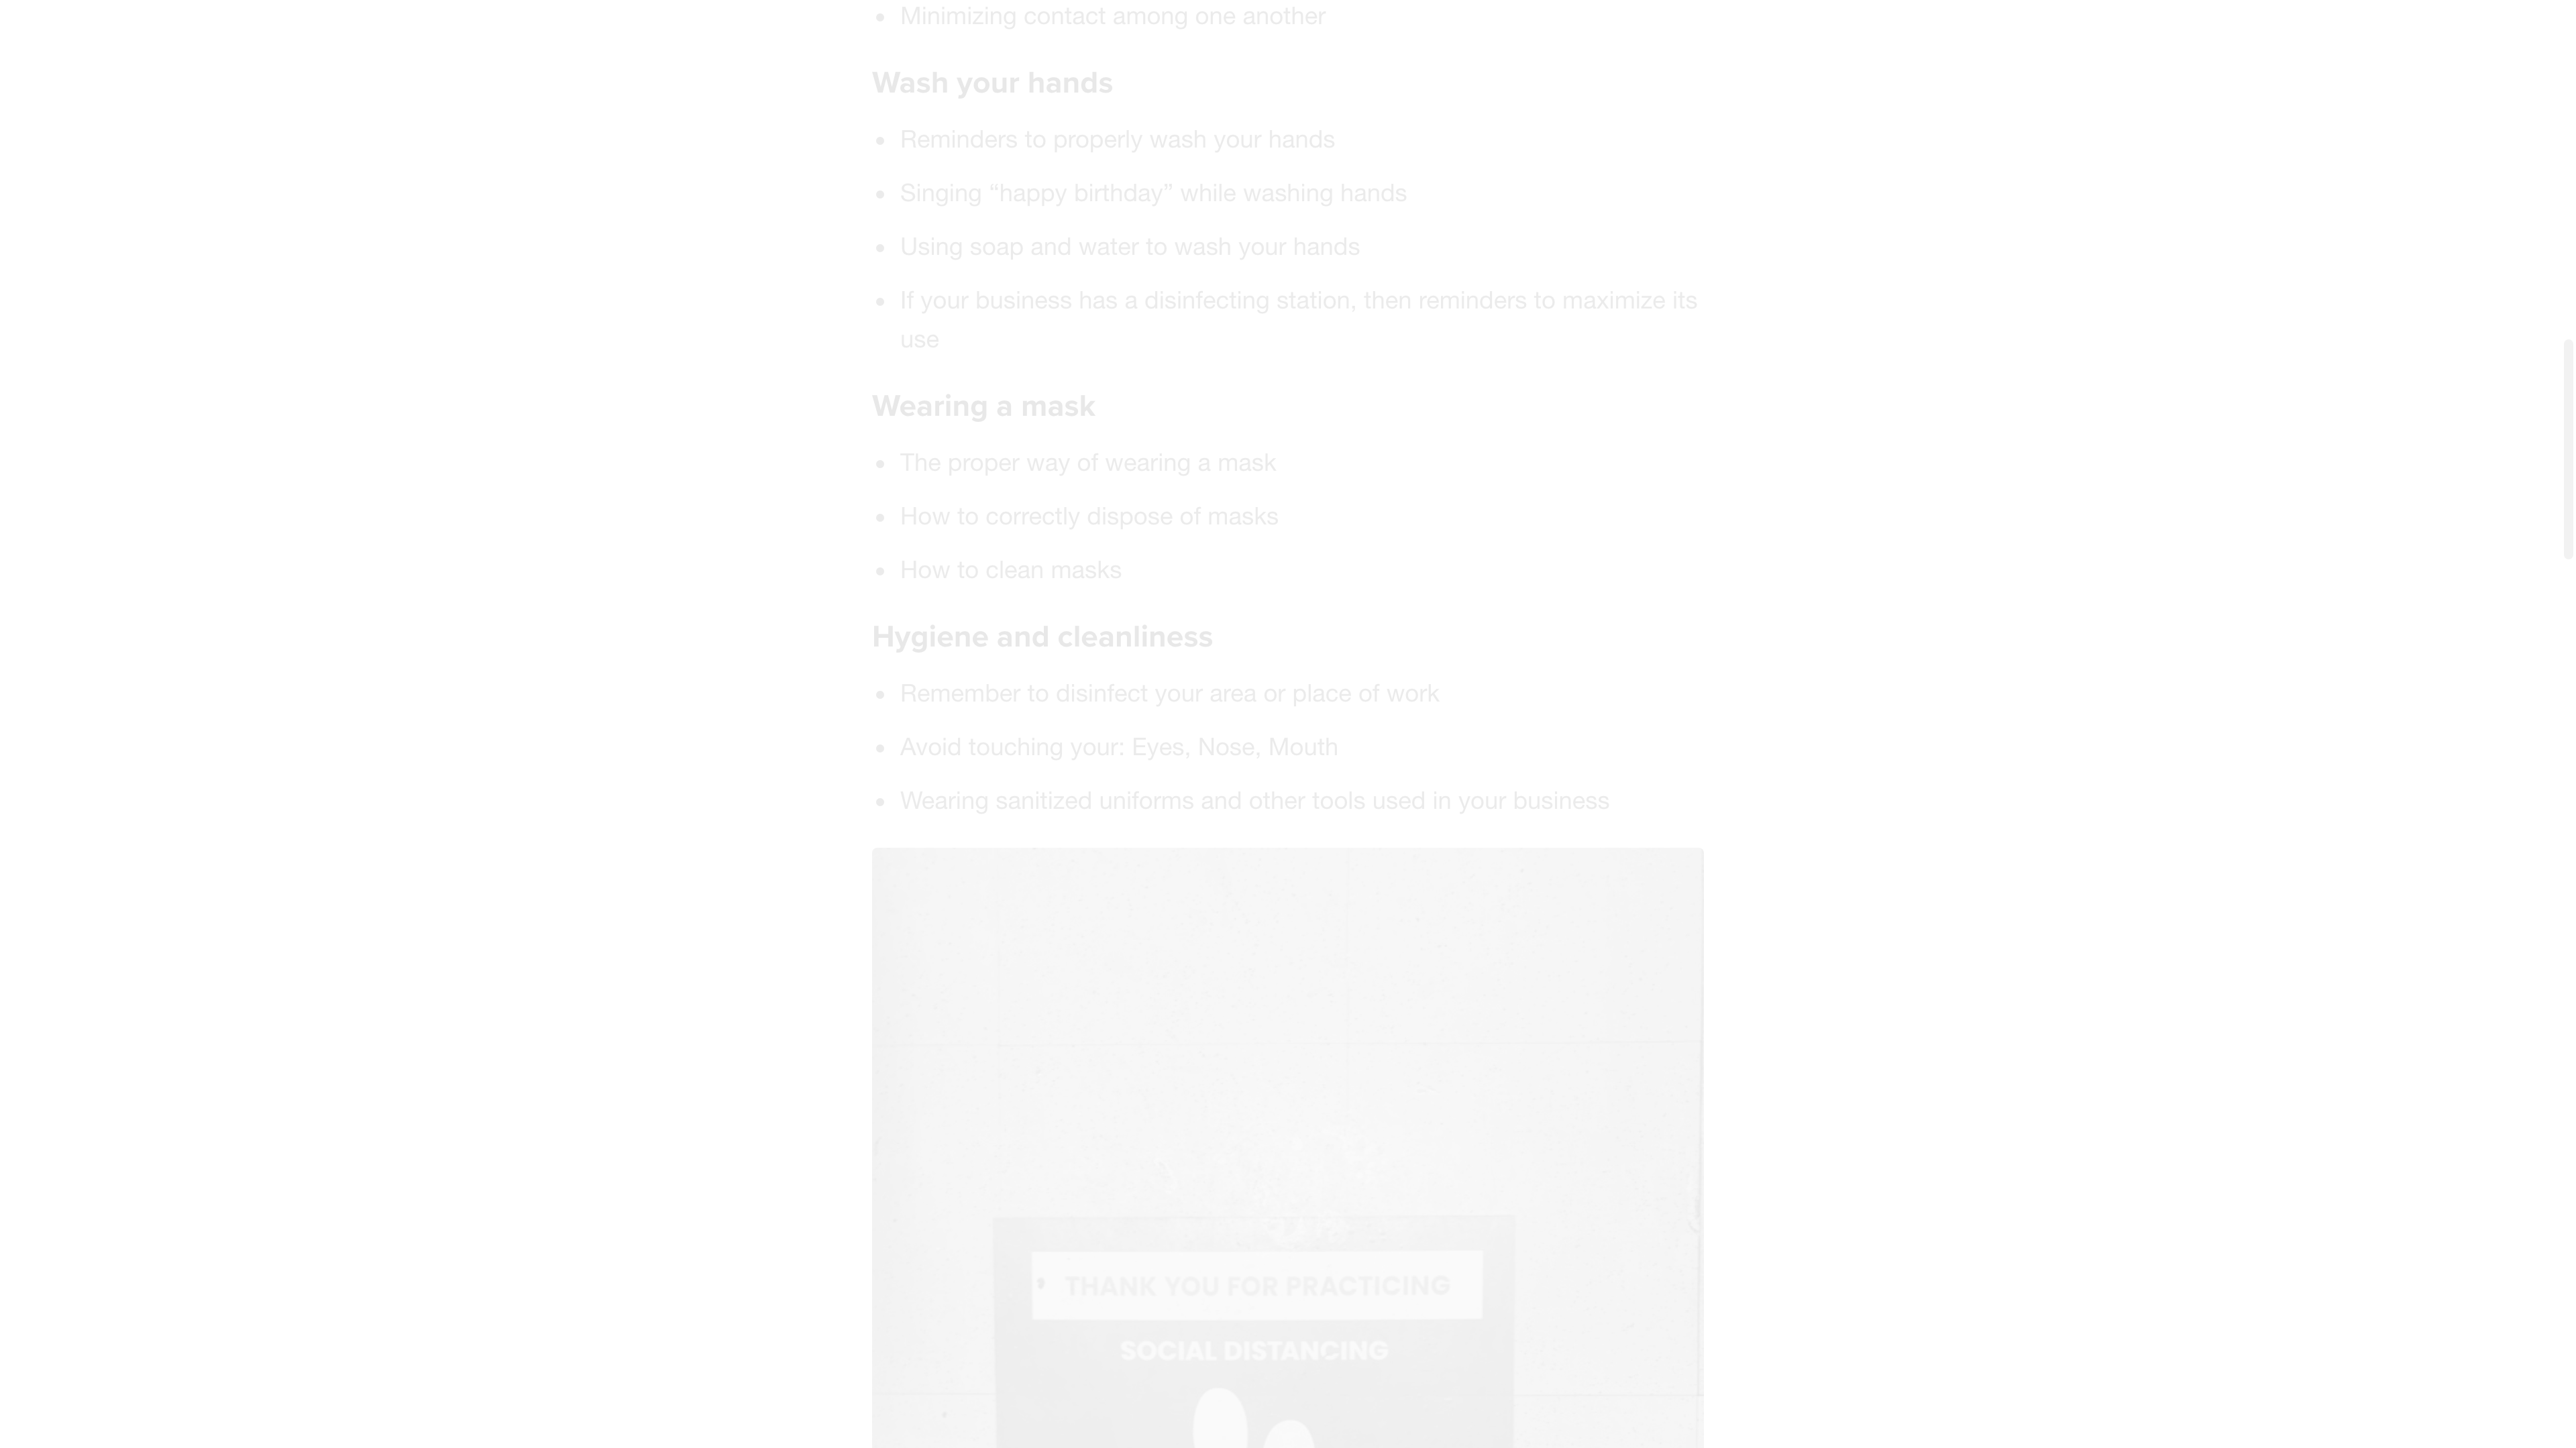 Minimizing contact among one another
Wash your hands
Reminders to properly wash your hands
Singing “happy birthday” while washing hands
Using soap and water to wash your hands
If your business has a disinfecting station, then reminders to maximize its
use
Wearing a mask
The proper way of wearing a mask
How to correctly dispose of masks
How to clean masks
Hygiene and cleanliness
Remember to disinfect your area or place of work
Avoid touching your: Eyes, Nose, Mouth
Wearing sanitized uniforms and other tools used in your business
THANK YOU FOR PRACTICING
SOCIAL DISTANCING